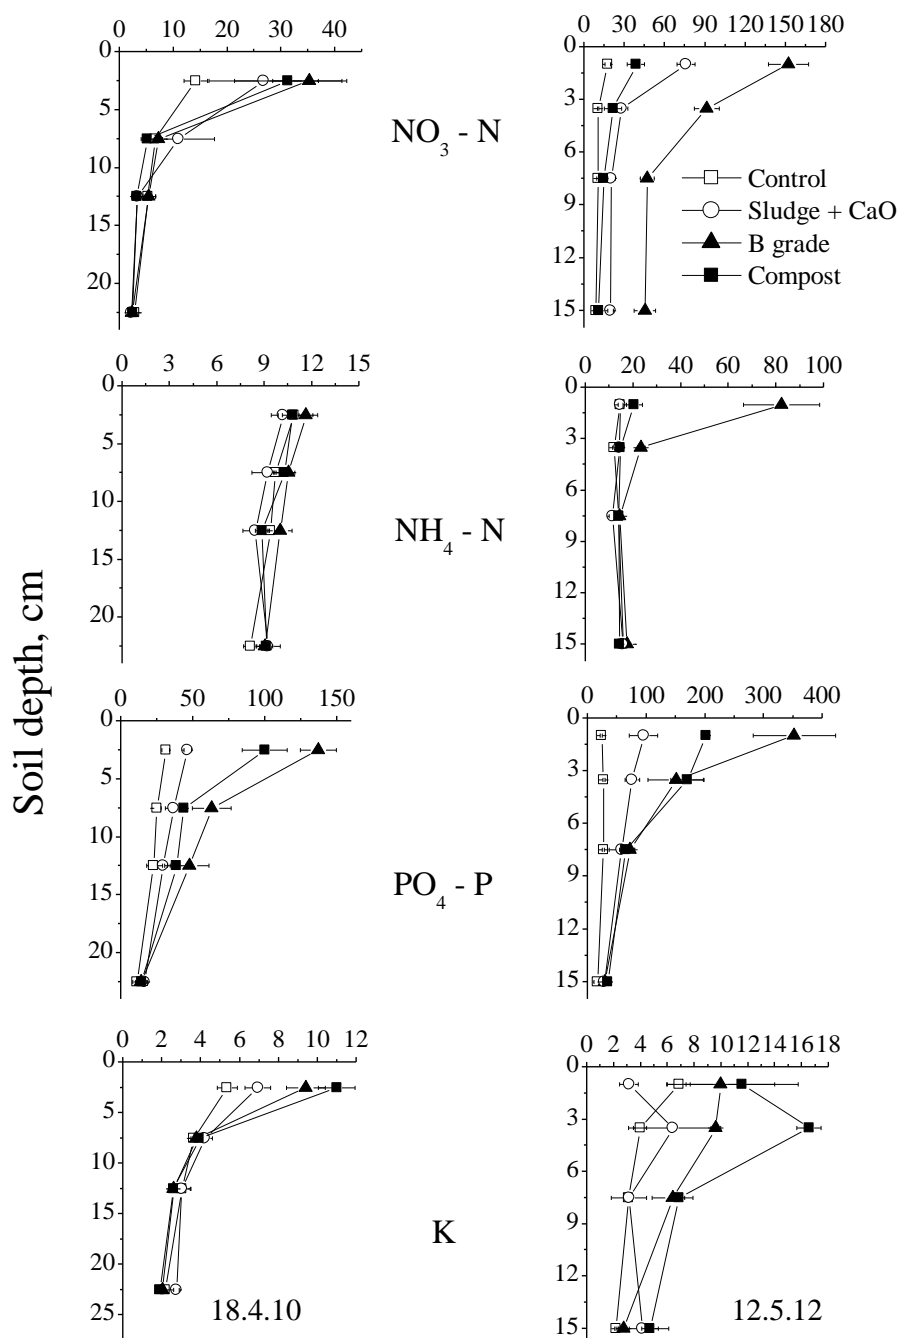 0 10 20 30 40
0
5
10
15
20
0 30 60 90 120 150 180
0
3
6
9
12
15
NO₃ - N
Control
Sludge + CaO
B grade
Compost
0 3 6 9 12 15
0
5
10
15
20
0 20 40 60 80 100
0
3
6
9
12
15
NH₄ - N
Soil depth, cm
0 50 100 150
0
5
10
15
20
0 100 200 300 400
0
3
6
9
12
15
PO₄ - P
0 2 4 6 8 10 12
0
5
10
15
20
25
0 2 4 6 8 10 12 14 16 18
0
3
6
9
12
15
K
18.4.10
12.5.12